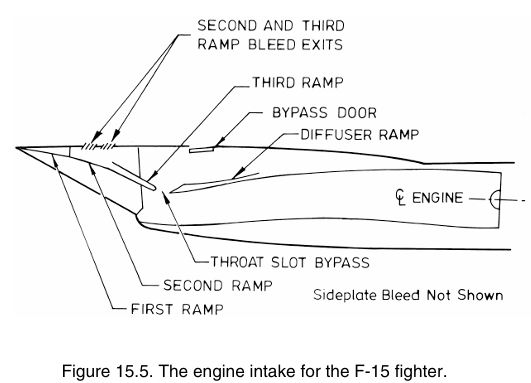 SECOND AND THIRD
RAMP BLEED EXITS
THIRD RAMP
BYPASS DOOR
DIFFUSER RAMP
℄ ENGINE
THROAT SLOT BYPASS
SECOND RAMP
Sideplate Bleed Not Shown
FIRST RAMP
Figure 15.5. The engine intake for the F-15 fighter.